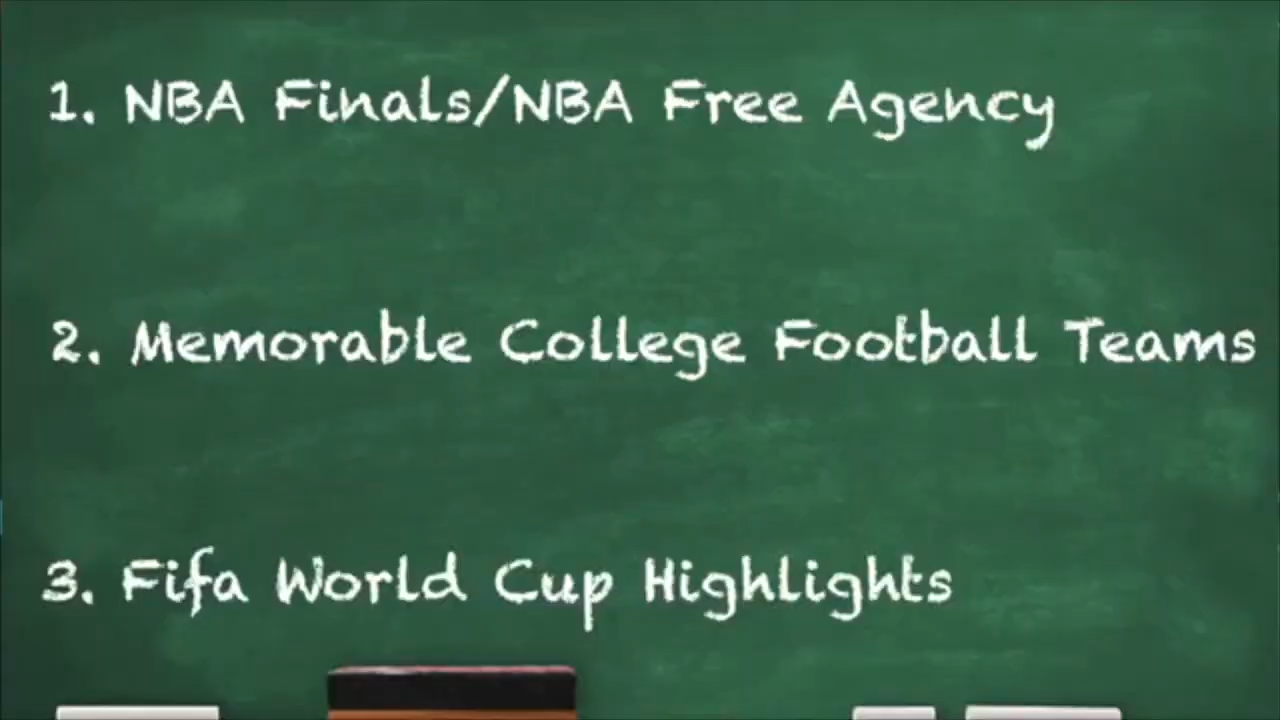 1. NBA Finals/NBA Free Agency
2. Memorable College Football Teams
3. Fifa World Cup Highlights